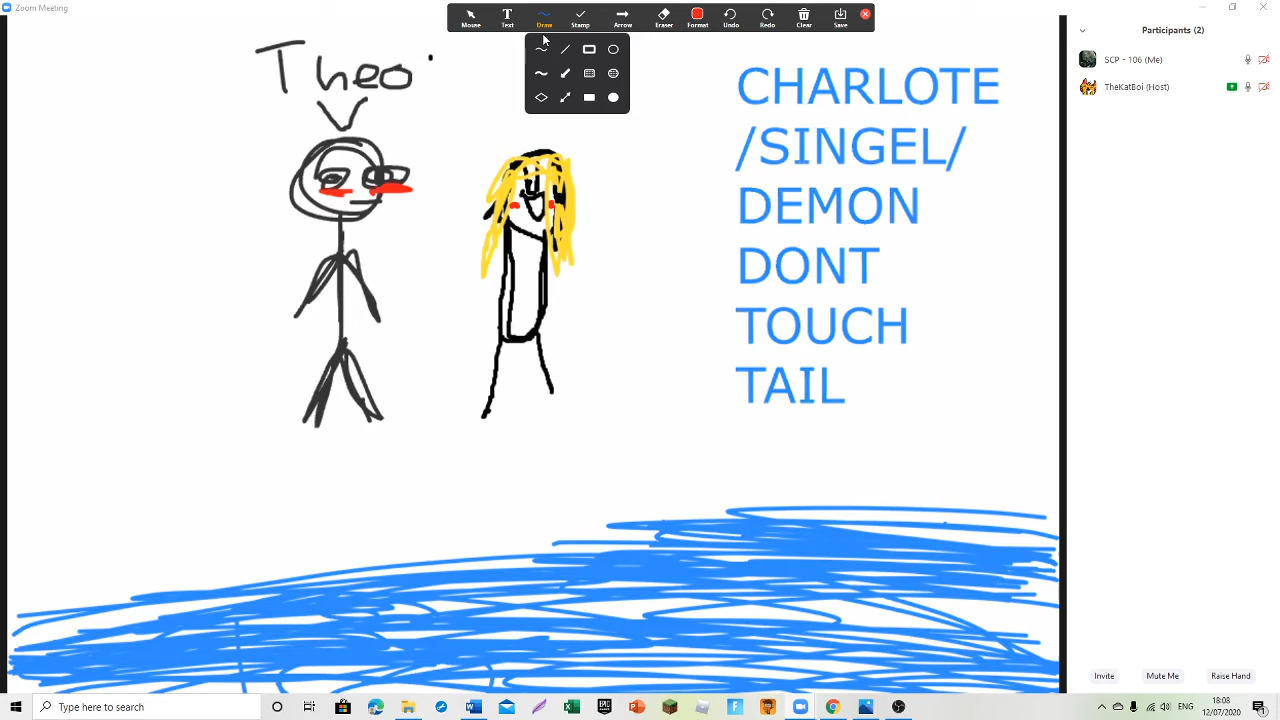 Zoom Meeting
Mouse
Text
Draw
Stamp
Arrow
Eraser
Format
Undo
Redo
Clear
Save
Participants (2)
SCP - 106 (Me)
TheKatBoi (Host)
Theo
CHARLOTE
/SINGEL/
DEMON
DONT
TOUCH
TAIL
Invite
Mute Me
Raise Hand
Type here to search
ENG
18:08
12/07/2020